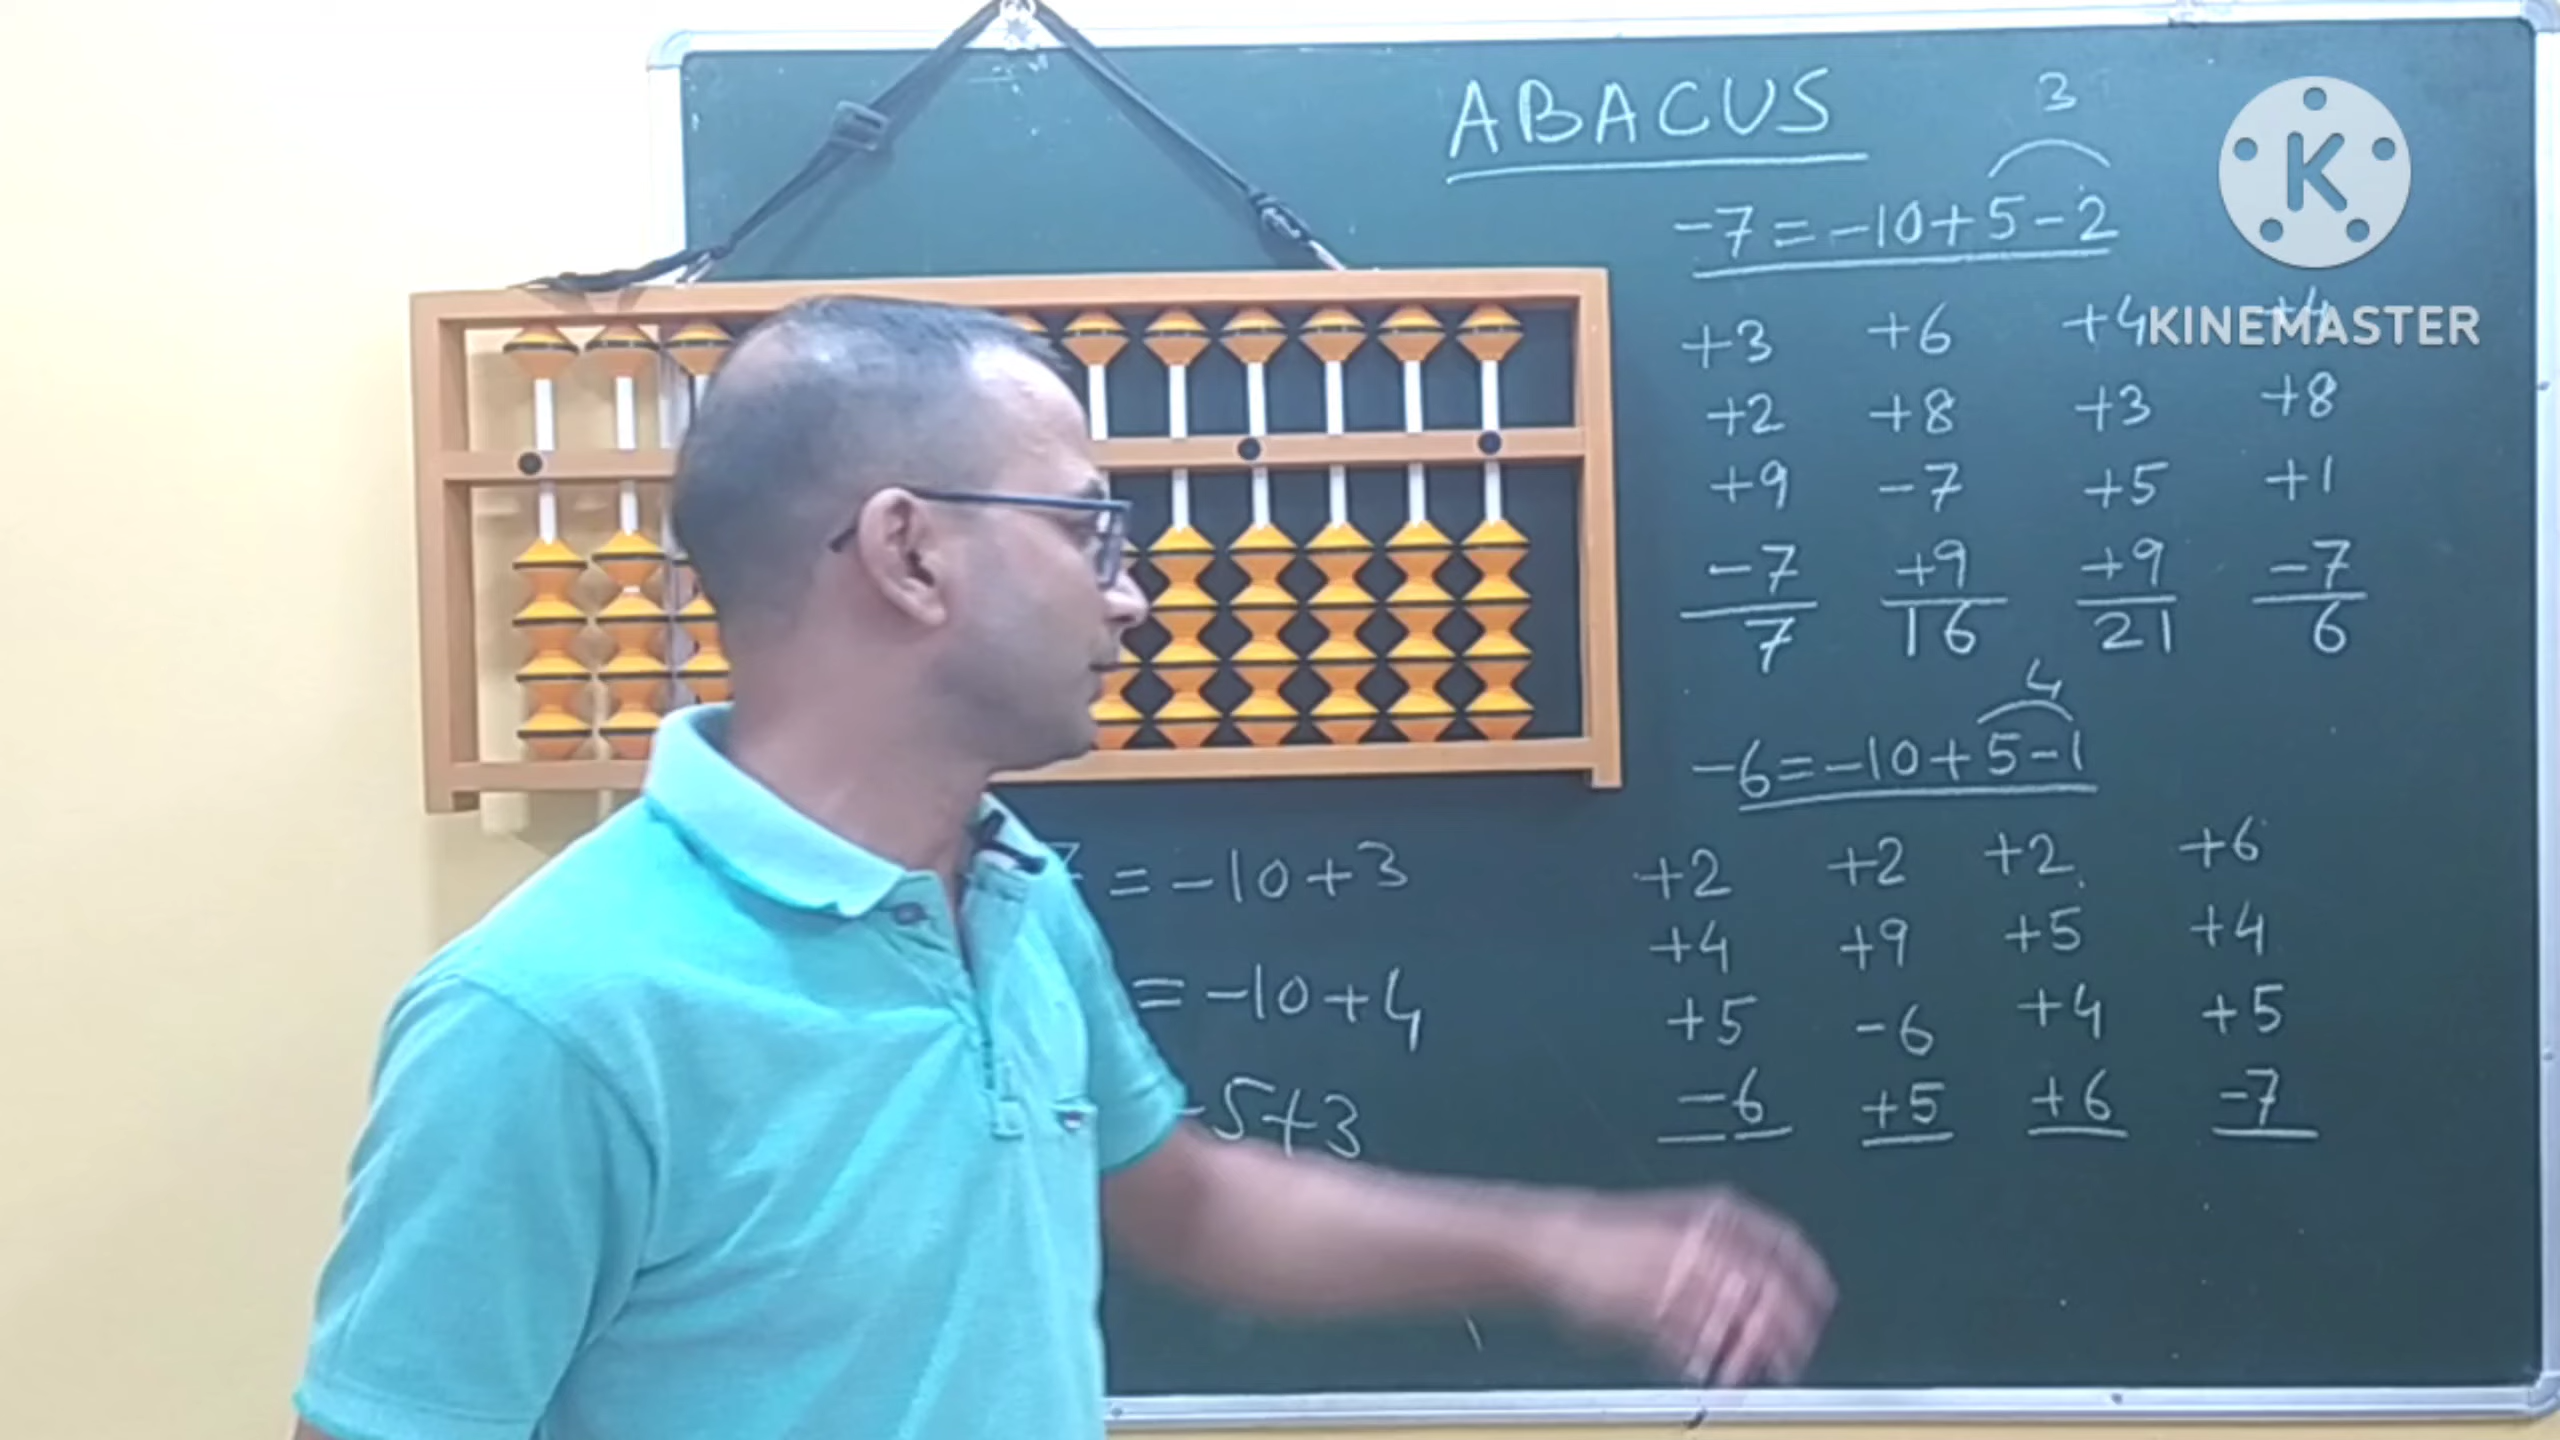 ABACUS
3
-7=-10+5-2
K
KINEMASTER
+3 +6 +4 +4
+2 +8 +3 +8
+9 -7 +5 +1
-7 +9 +9 -7
7 16 21 6
4
-6=-10+5-1
7 = -10+3
= -10+4
-5+3
+2 +2 +2 +6
+4 +9 +5 +4
+5 -6 +4 +5
-6 +5 +6 -7